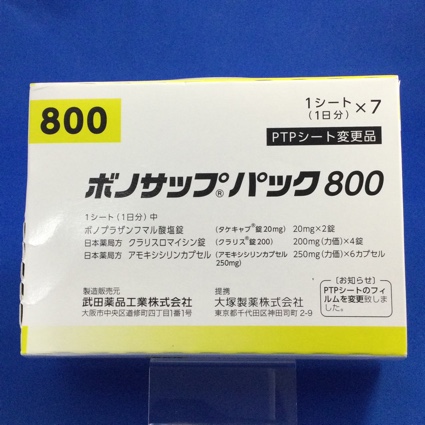 800
1シート
(1日分)×7
PTPシート変更品
ボノサップ®パック800
1シート(1日分)中
ボノプラザンフマル酸塩錠 (タケキャブ®錠20mg) 20mg×2錠
日本薬局方 クラリスロマイシン錠 (クラリス®錠200) 200mg(力価)×4錠
日本薬局方 アモキシシリンカプセル (アモキシシリンカプセル250mg) 250mg(力価)×6カプセル
〔お知らせ〕
PTPシートのフィ
ルムを変更致しま
した。
製造販売元
武田薬品工業株式会社
大阪市中央区道修町四丁目1番1号
提携
大塚製薬株式会社
東京都千代田区神田司町2-9